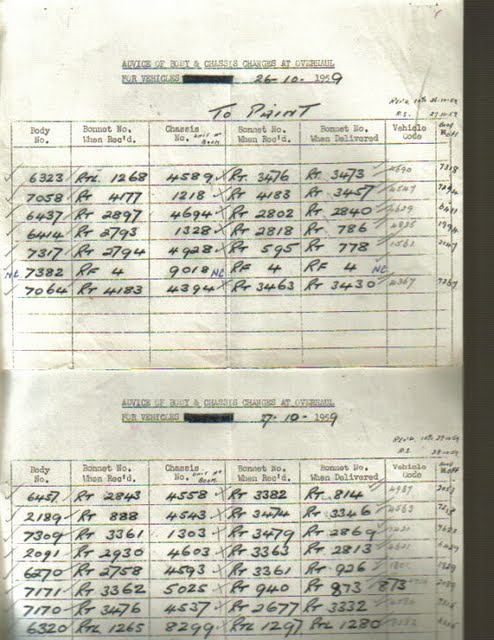 ADVICE OF BODY & CHASSIS CHANGES AT OVERHAUL
FOR VEHICLES 26-10-1959
TO PAINT
Body No. Bonnet No. When Rec'd. Chassis No. Bonnet No. When Rec'd. Bonnet No. When Delivered Vehicle Code
6323 RTL 1268 4589 RT 3476 RT 3473 4590
7058 RT 4177 1218 RT 4183 RT 3457
6437 RT 2897 4694 RT 2802 RT 2840
6414 RT 2793 1328 RT 2818 RT 786
7317 RT 2794 4928 RT 595 RT 778
NC 7382 RF 4 9018 NC RF 4 RF 4 NC
7064 RT 4183 4394 RT 3463 RT 3430 4367
ADVICE OF BODY & CHASSIS CHANGES AT OVERHAUL
FOR VEHICLES 27-10-1959
Body No. Bonnet No. When Rec'd. Chassis No. Bonnet No. When Rec'd. Bonnet No. When Delivered Vehicle Code
6457 RT 2843 4558 RT 3382 RT 814
2189 RT 888 4543 RT 3474 RT 3346 4563
7309 RT 3361 1303 RT 3479 RT 2869
2091 RT 2930 4603 RT 3363 RT 2813
6270 RT 2758 4593 RT 3361 RT 926
7171 RT 3362 5025 RT 940 RT 873 873
7170 RT 3476 4537 RT 2677 RT 3332
6320 RTL 1265 8299 RTL 1297 RTL 1280